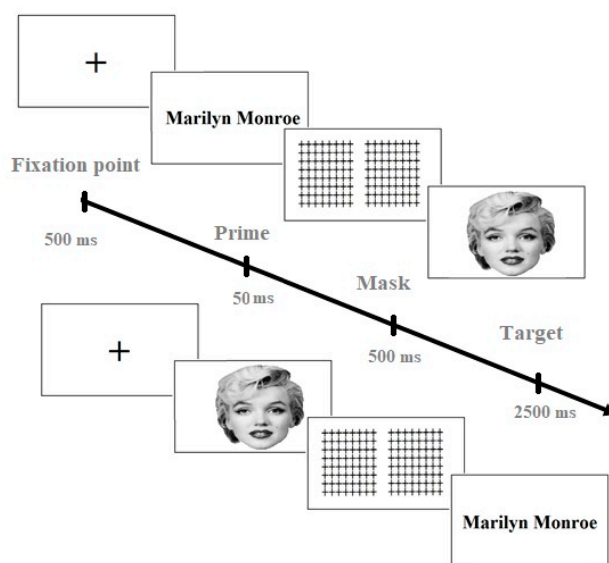 Marilyn Monroe
Fixation point
500 ms
Prime
50 ms
Mask
500 ms
Target
2500 ms
Marilyn Monroe